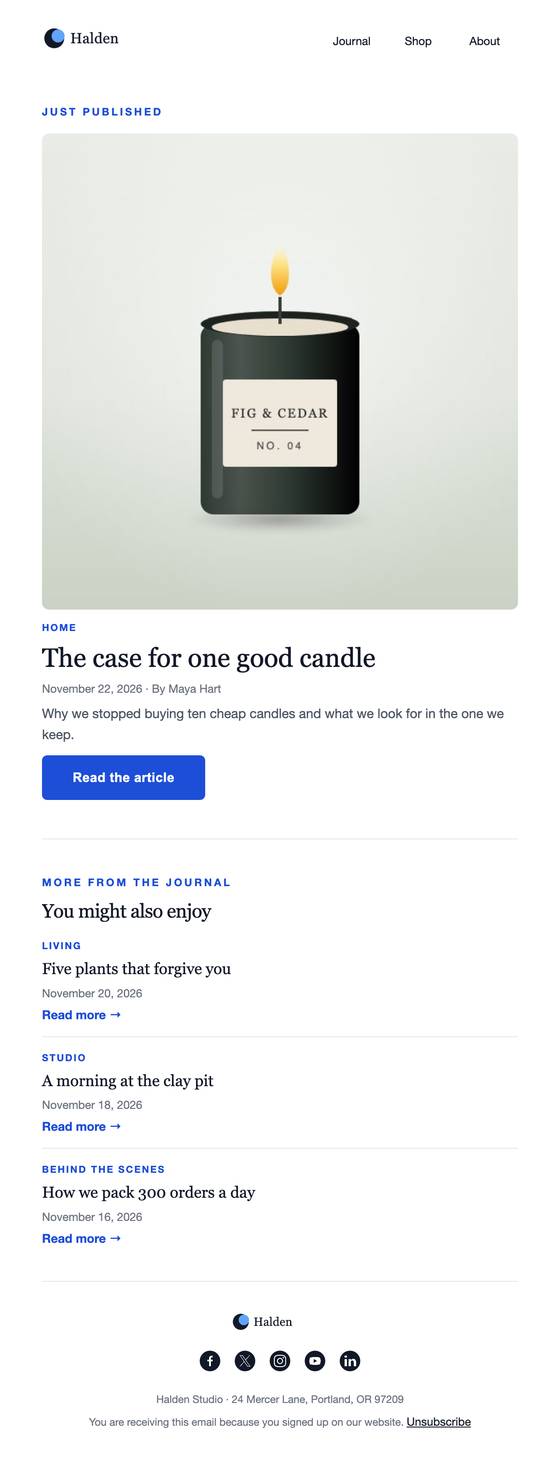 Halden
Journal Shop About
JUST PUBLISHED
FIG & CEDAR
NO. 04
HOME
The case for one good candle
November 22, 2026 · By Maya Hart
Why we stopped buying ten cheap candles and what we look for in the one we
keep.
Read the article
MORE FROM THE JOURNAL
You might also enjoy
LIVING
Five plants that forgive you
November 20, 2026
Read more →
STUDIO
A morning at the clay pit
November 18, 2026
Read more →
BEHIND THE SCENES
How we pack 300 orders a day
November 16, 2026
Read more →
Halden
Halden Studio · 24 Mercer Lane, Portland, OR 97209
You are receiving this email because you signed up on our website. Unsubscribe